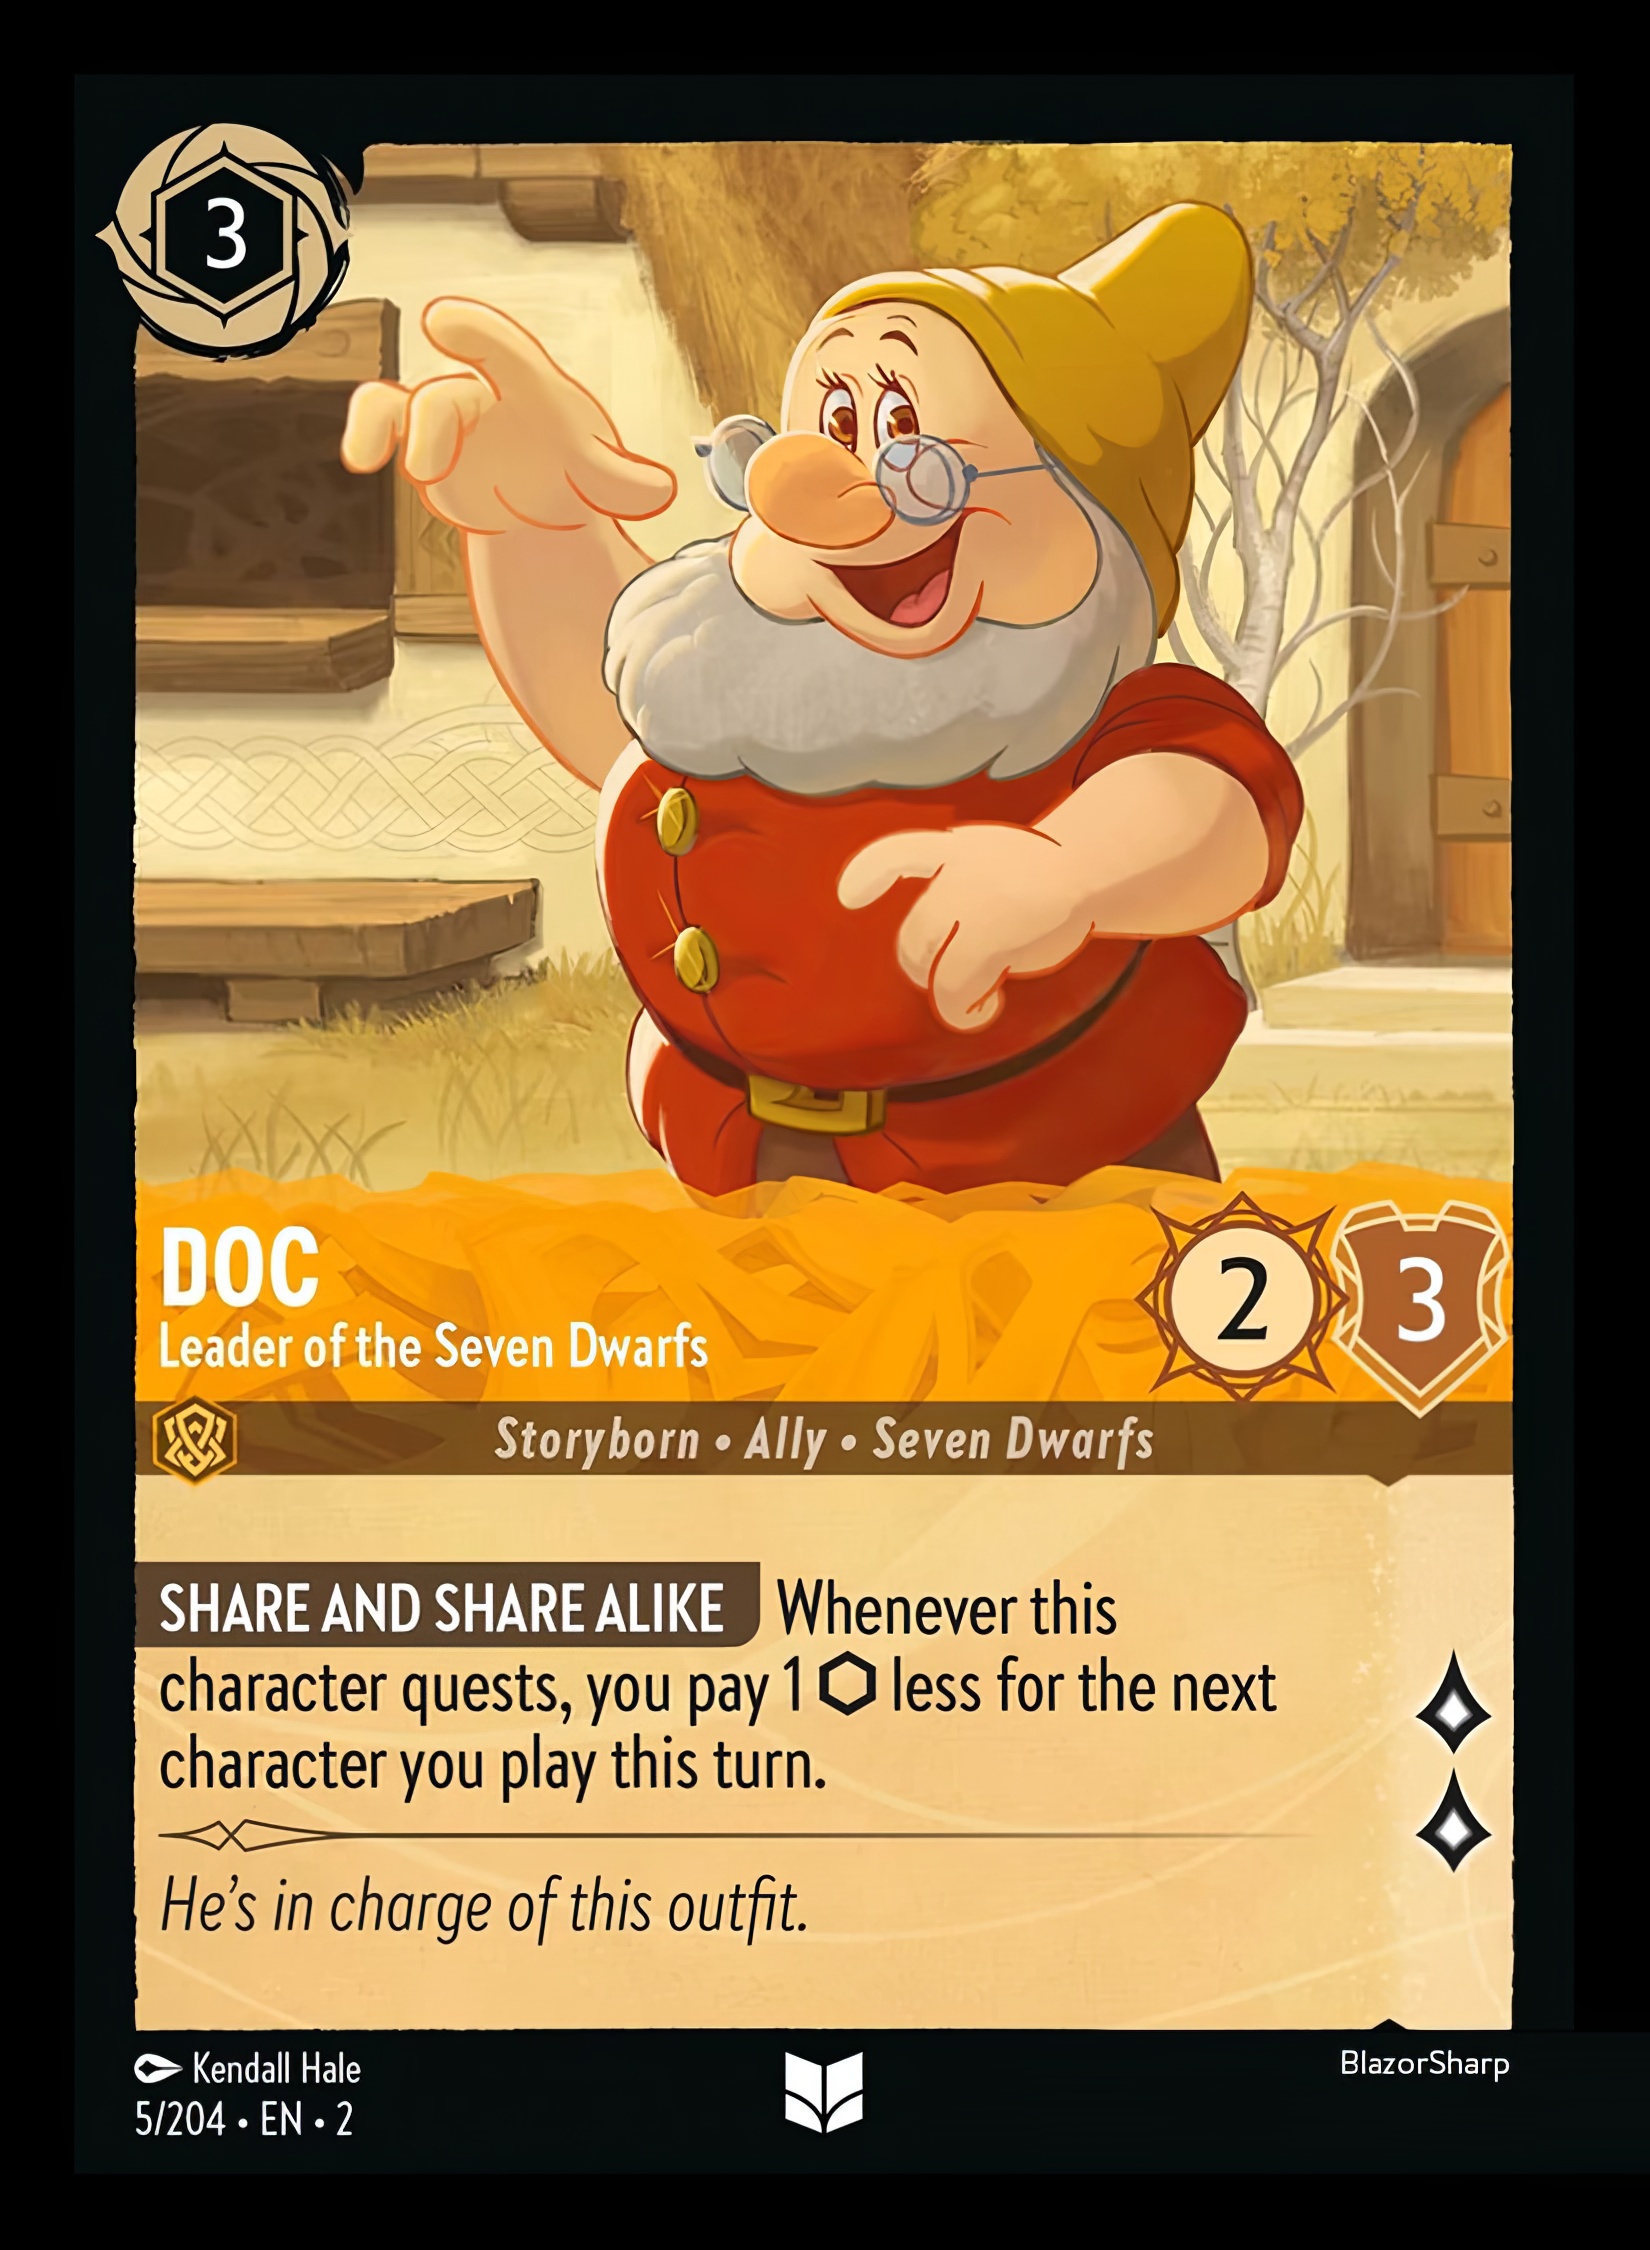 3
DOC
Leader of the Seven Dwarfs
2
3
Storyborn • Ally • Seven Dwarfs
SHARE AND SHARE ALIKE Whenever this
character quests, you pay 1 ⬡ less for the next
character you play this turn.
He's in charge of this outfit.
Kendall Hale
5/204 • EN • 2
BlazorSharp